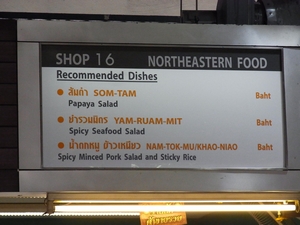 SHOP 16 NORTHEASTERN FOOD
Recommended Dishes
ส้มตำ SOM-TAM Baht
Papaya Salad
ยำรวมมิตร YAM-RUAM-MIT Baht
Spicy Seafood Salad
น้ำตกหมู ข้าวเหนียว NAM-TOK-MU/KHAO-NIAO Baht
Spicy Minced Pork Salad and Sticky Rice